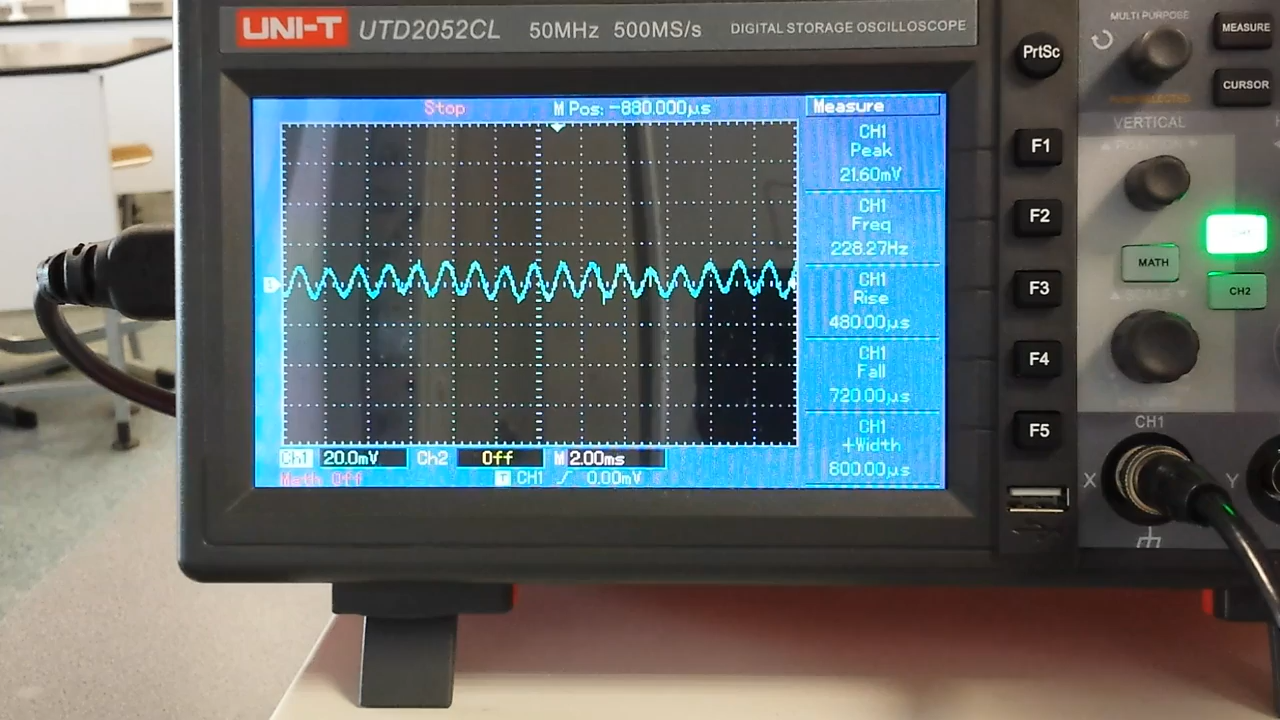 UNI-T UTD2052CL 50MHz 500MS/s DIGITAL STORAGE OSCILLOSCOPE
Stop M Pos: -880.000µs
Measure
CH1
Peak
21.60mV
CH1
Freq
228.27Hz
CH1
Rise
480.00µs
CH1
Fall
720.00µs
CH1
+Width
800.00µs
Ch1 20.0mV Ch2 Off M 2.00ms
Math Off T CH1 0.00mV
PrtSc
F1
F2
F3
F4
F5
MULTI PURPOSE
MEASURE
CURSOR
VERTICAL
POSITION
MATH
CH2
CH1
X
Y